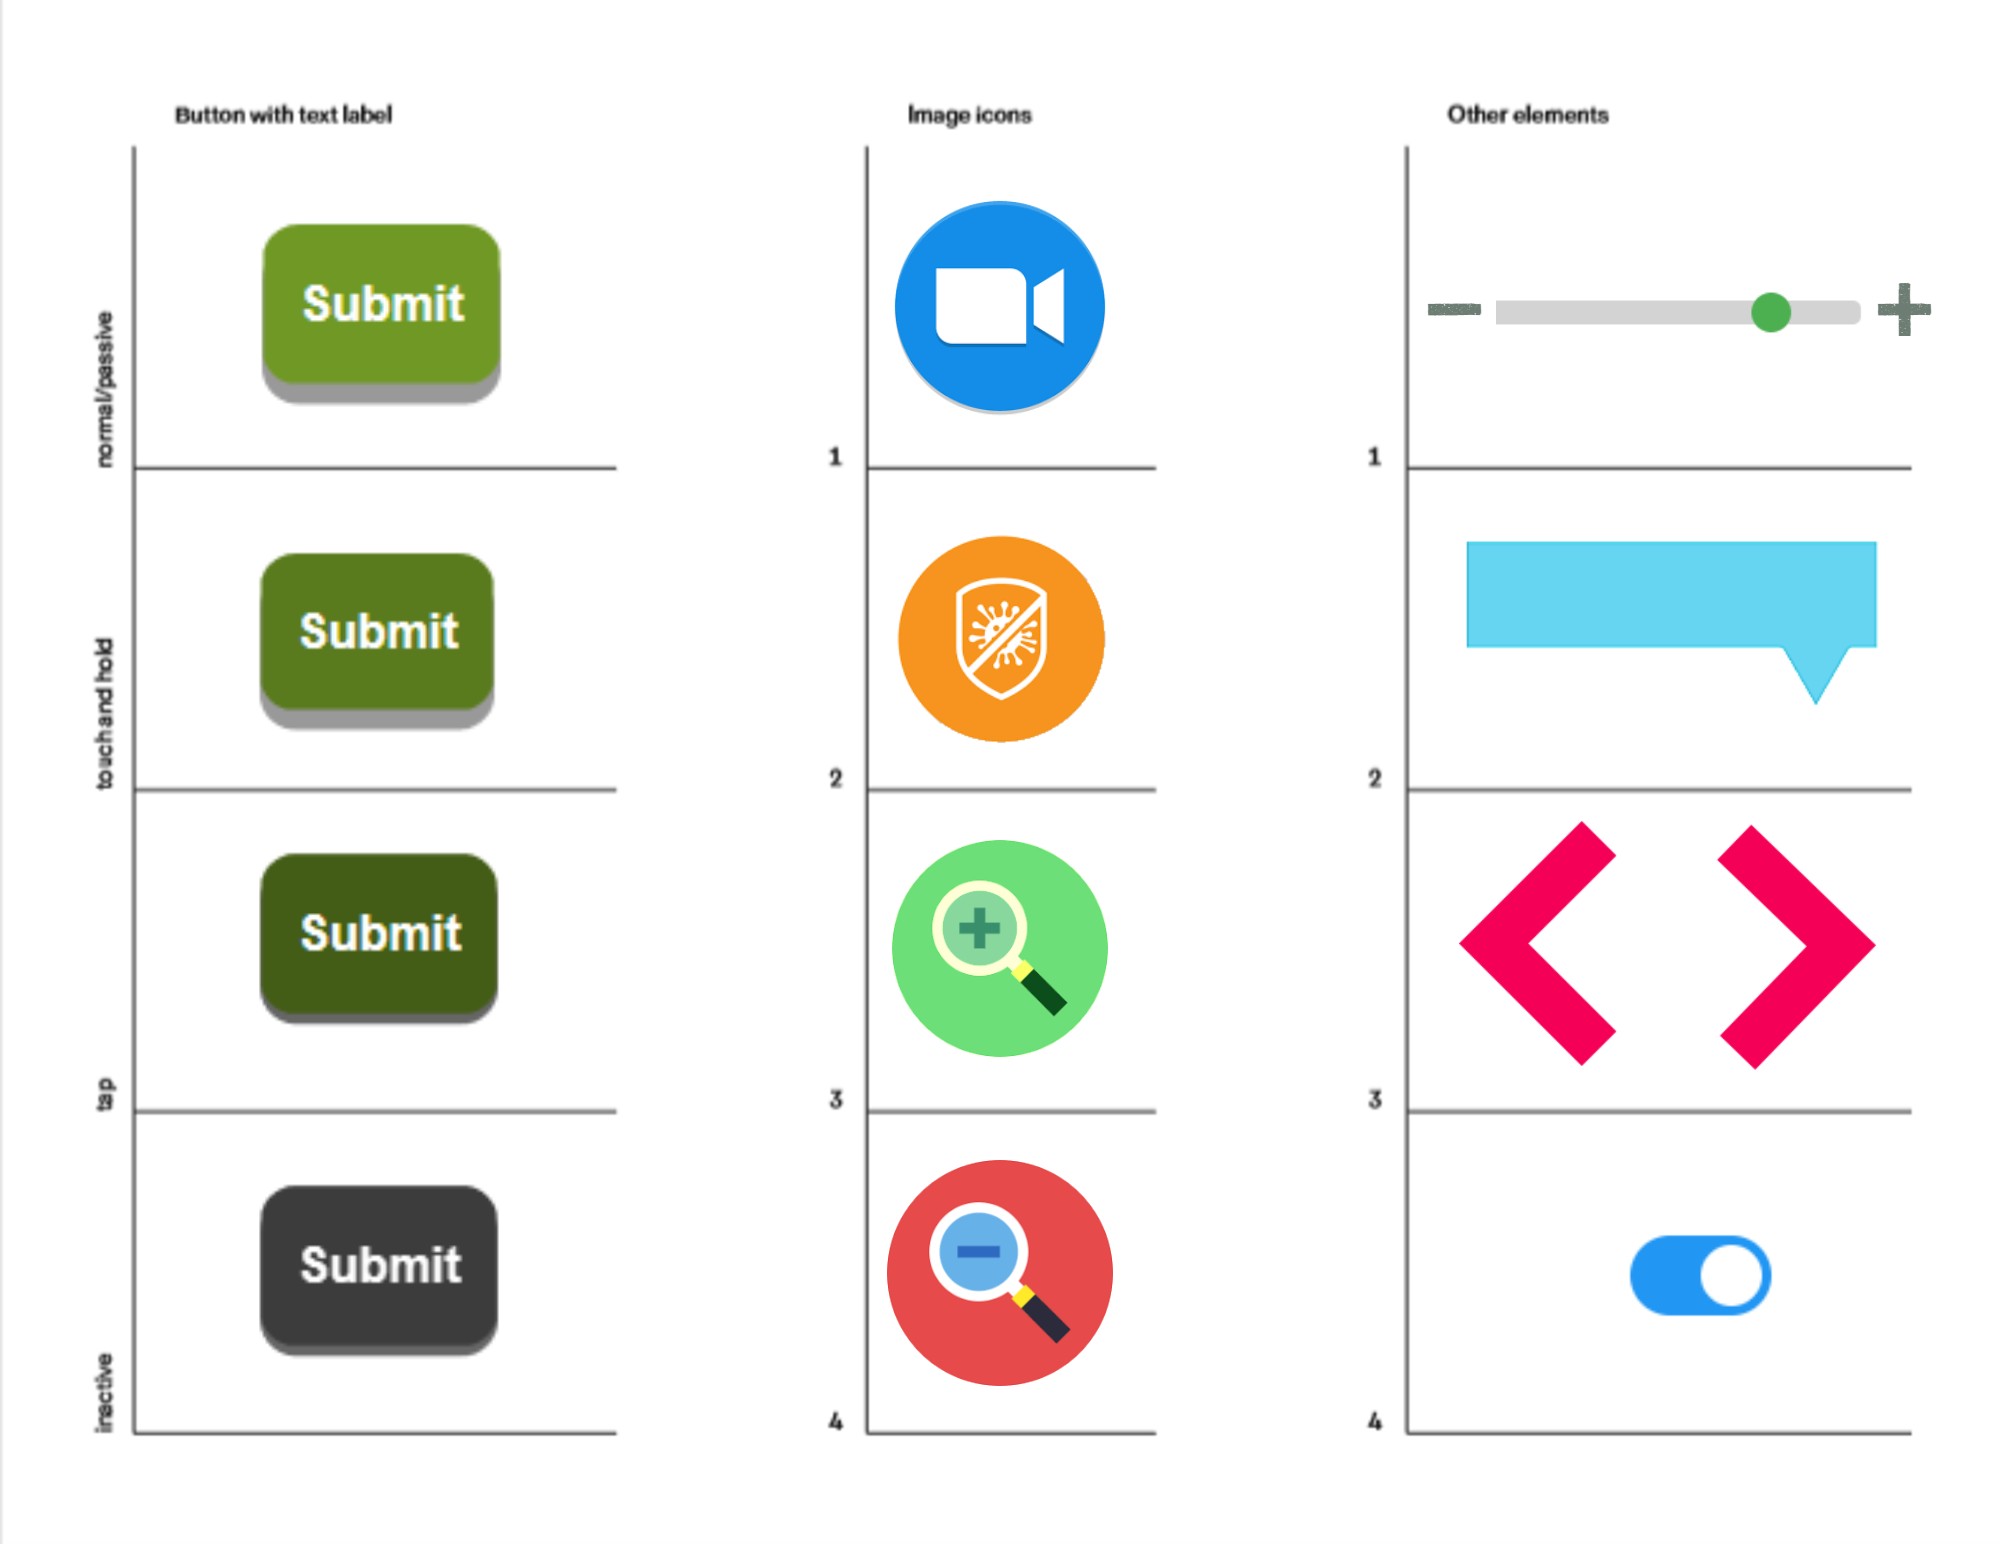 Button with text label
Image icons
Other elements
normal/passive
Submit
1
1
touch and hold
Submit
2
2
tap
Submit
3
3
inactive
Submit
4
4